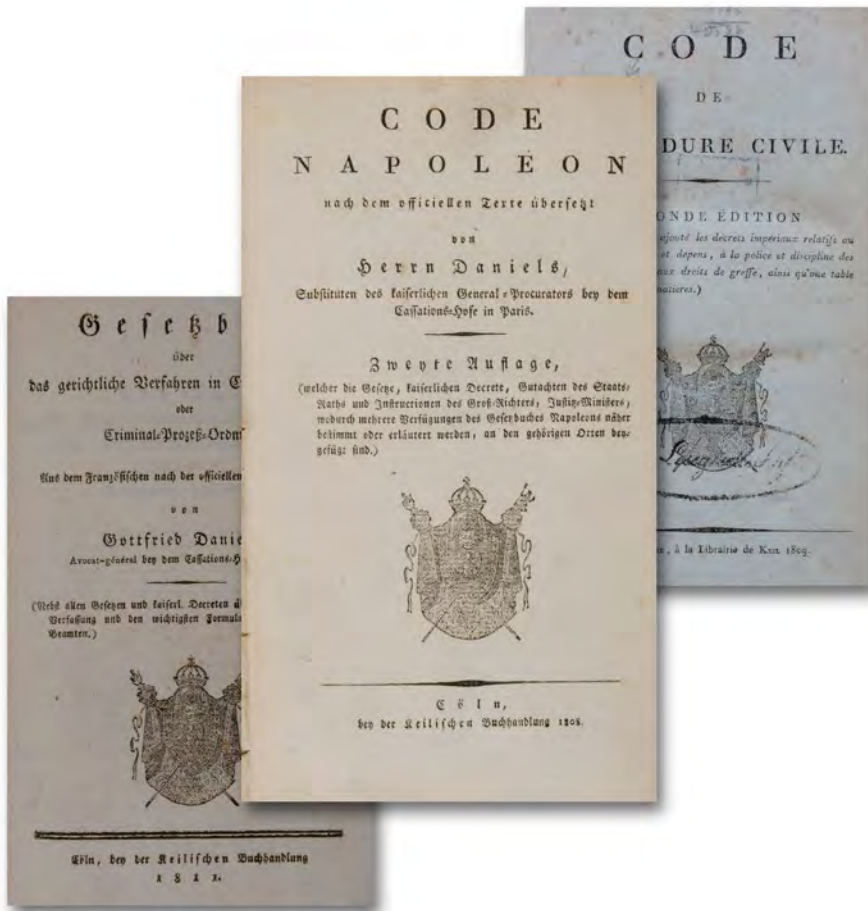 CODE
NAPOLÉON
nach dem officiellen Texte übersetzt
von
Herrn Daniels,
Substituten des kaiserlichen General-Procurators bey dem
Cassations-Hofe in Paris.
Zweyte Auflage,
(welcher die Gesetze, kaiserlichen Decrete, Gutachten des Staats-
Raths und Instructionen des Groß-Richters, Justiz-Ministers,
wodurch mehrere Verfügungen des Gesetzbuches Napoleons näher
bestimmt oder erläutert werden, an den gehörigen Orten bey-
gefügt sind.)
Cöln,
bey der Keilischen Buchhandlung 1808.
CODE
DE
DURE CIVILE.
ONDE ÉDITION
ajouté les décrets impériaux relatifs au
et depens, à la police et discipline des
aux droits de greffe, ainsi qu'une table
matieres.)
, à la Librairie de Keil 1809.
Gesetzb
über
das gerichtliche Verfahren in C
oder
Criminal-Prozeß-Ordn
Aus dem Französischen nach der officiellen
von
Gottfried Danie
Avocat-général bey dem Cassations-H
(Nebst allen Gesetzen und kaiserl. Decreten
Verfassung und den wichtigsten Formula
Beamten.)
Cöln, bey der Keilischen Buchhandlung
1811.